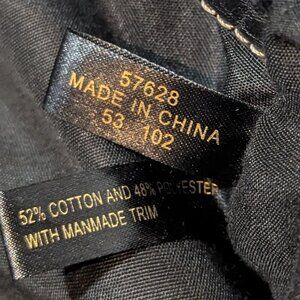 57628
MADE IN CHINA
53 102
52% COTTON AND 48% POLYESTER
WITH MANMADE TRIM